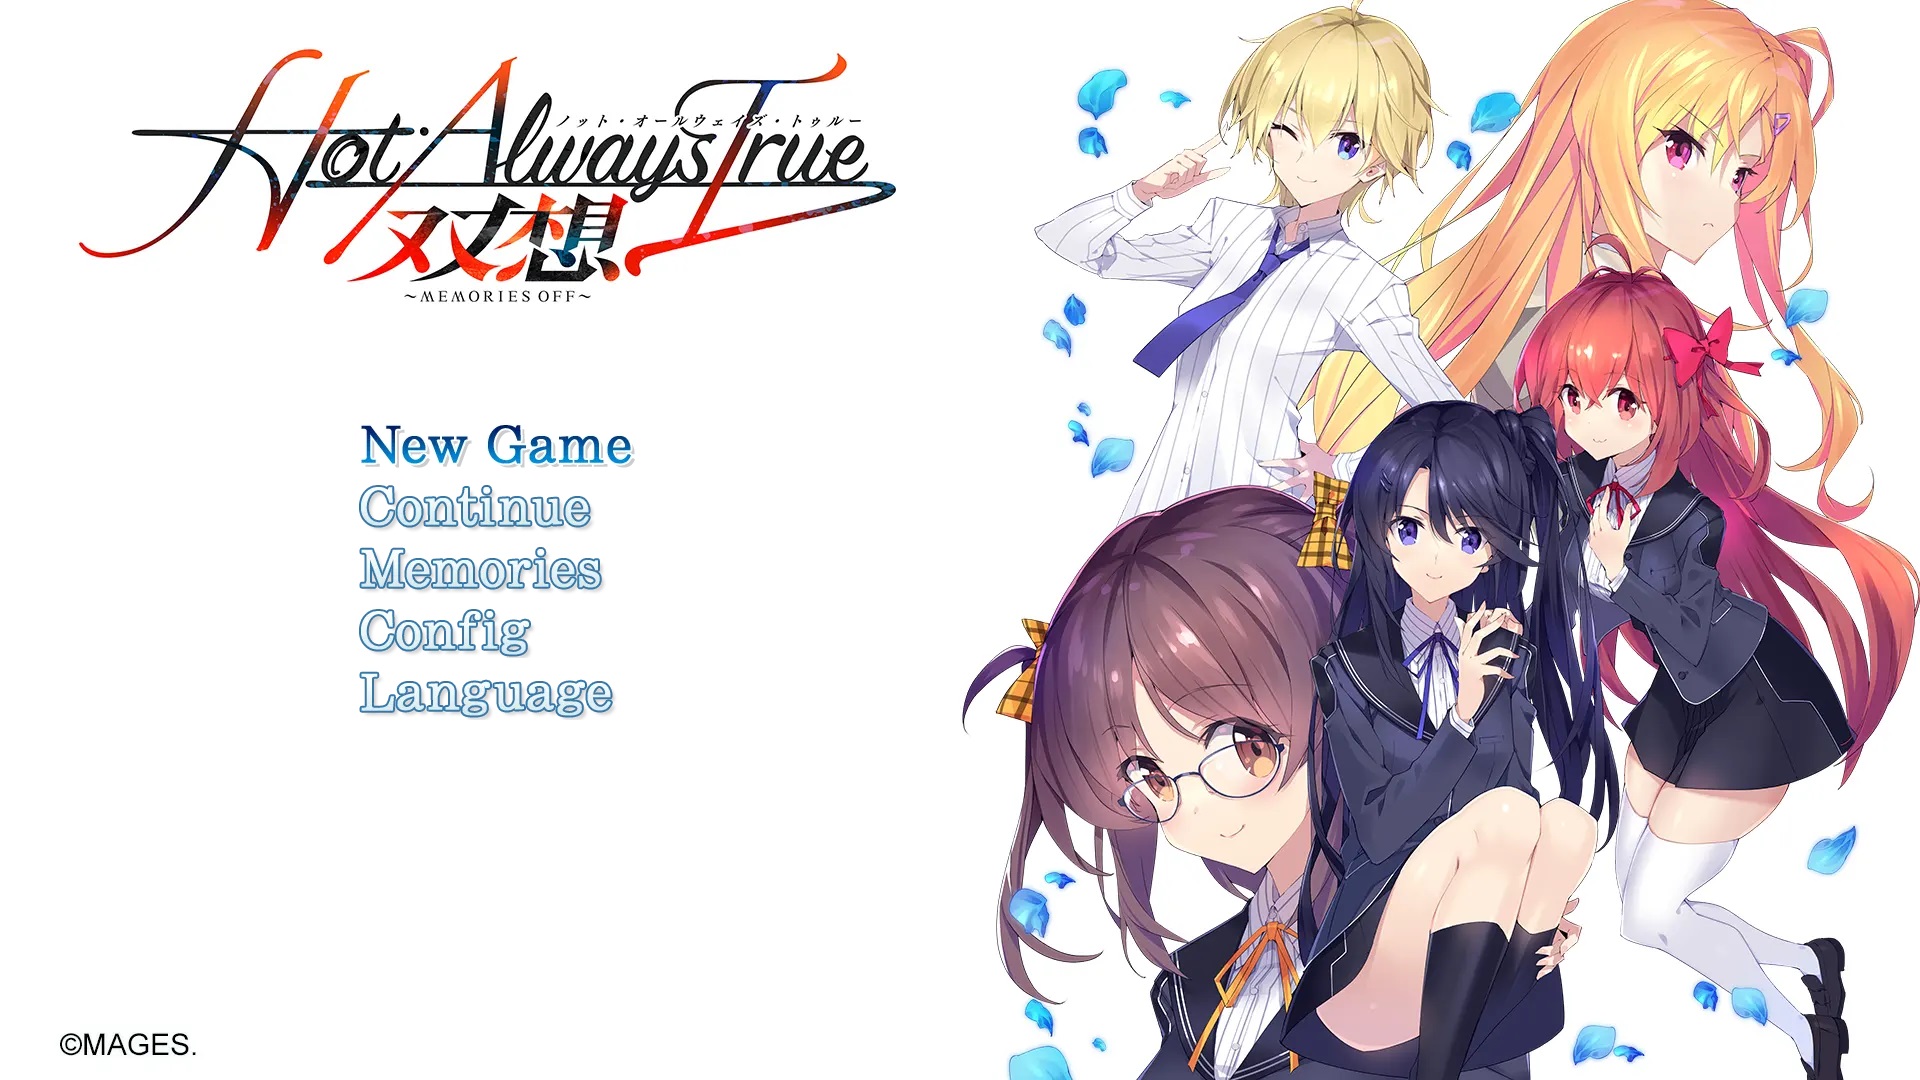 ノット・オールウェイズ・トゥルー
Not Always True
双想
～MEMORIES OFF～
New Game
Continue
Memories
Config
Language
©MAGES.